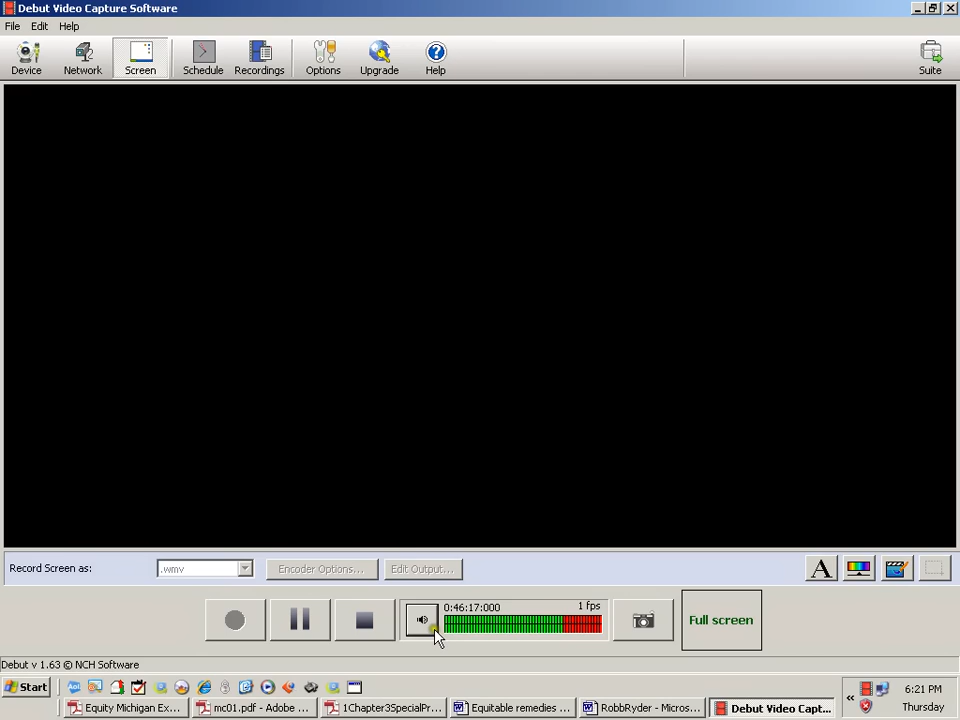 Debut Video Capture Software
File Edit Help
Device Network Screen Schedule Recordings Options Upgrade Help Suite
Record Screen as: .wmv Encoder Options... Edit Output... A
0:46:17:000 1 fps
Full screen
Debut v 1.63 © NCH Software
Start 6:21 PM
Equity Michigan Ex... mc01.pdf - Adobe ... 1Chapter3SpecialPr... Equitable remedies ... RobbRyder - Micros... Debut Video Capt... Thursday